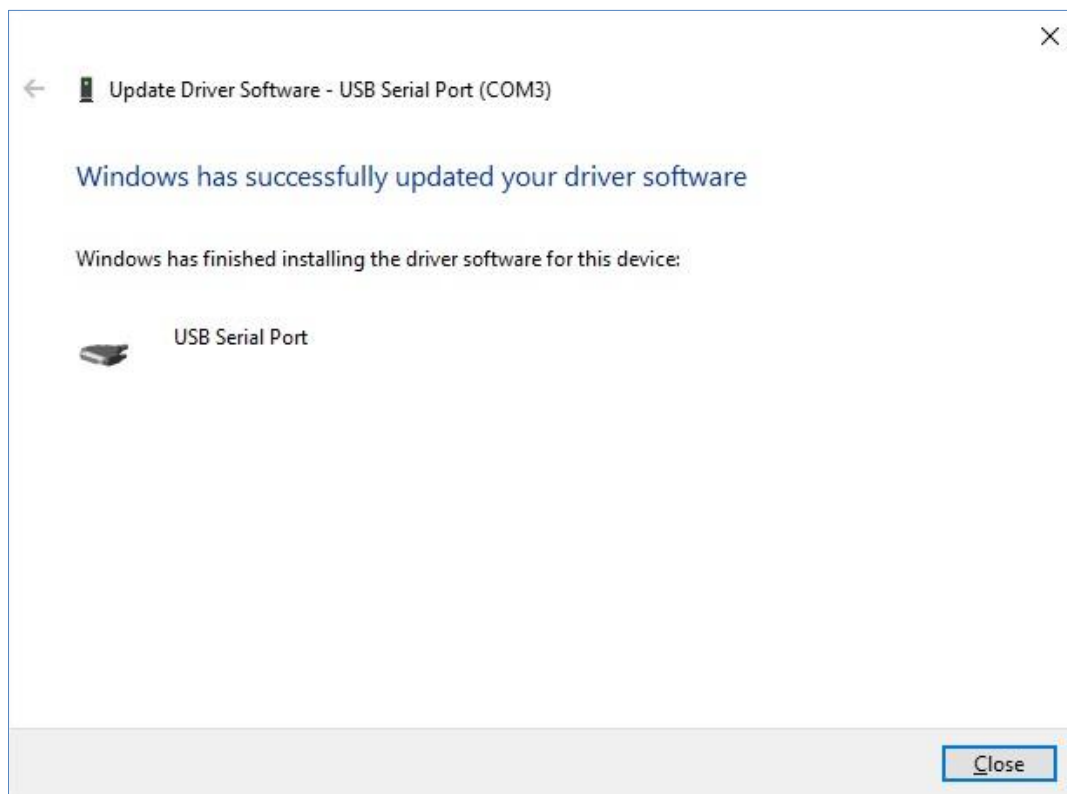 Update Driver Software - USB Serial Port (COM3)
Windows has successfully updated your driver software
Windows has finished installing the driver software for this device:
USB Serial Port
Close